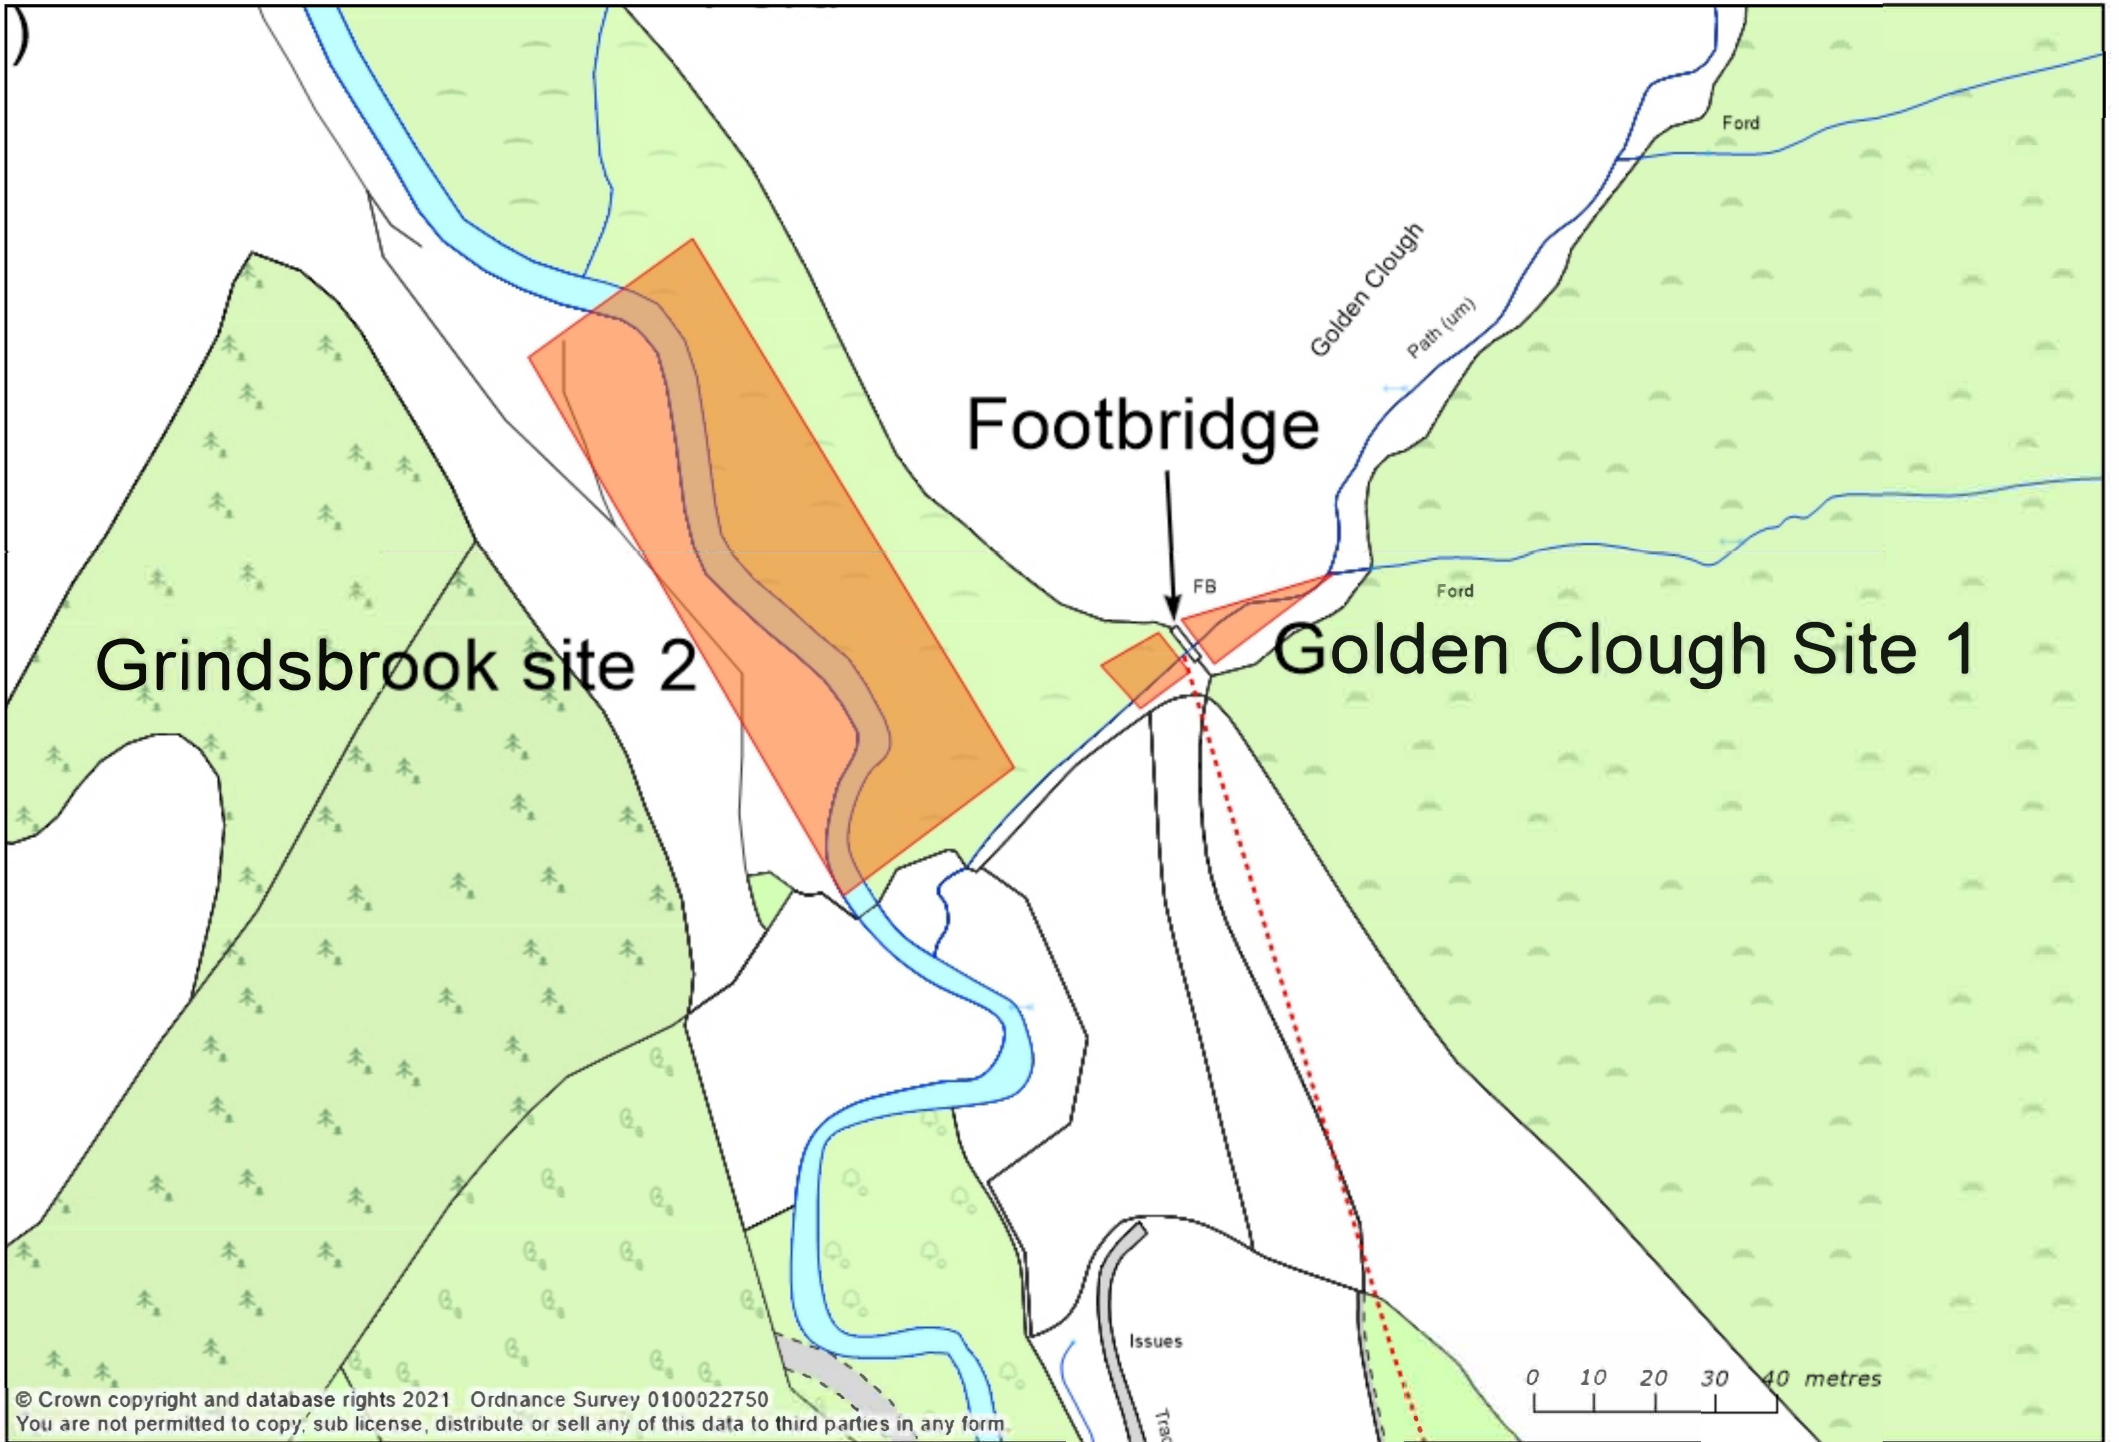 )
Ford
Golden Clough
Path (um)
Footbridge
FB
Ford
Grindsbrook site 2
Golden Clough Site 1
Issues
0 10 20 30 40 metres
© Crown copyright and database rights 2021 Ordnance Survey 0100022750
You are not permitted to copy, sub license, distribute or sell any of this data to third parties in any form.